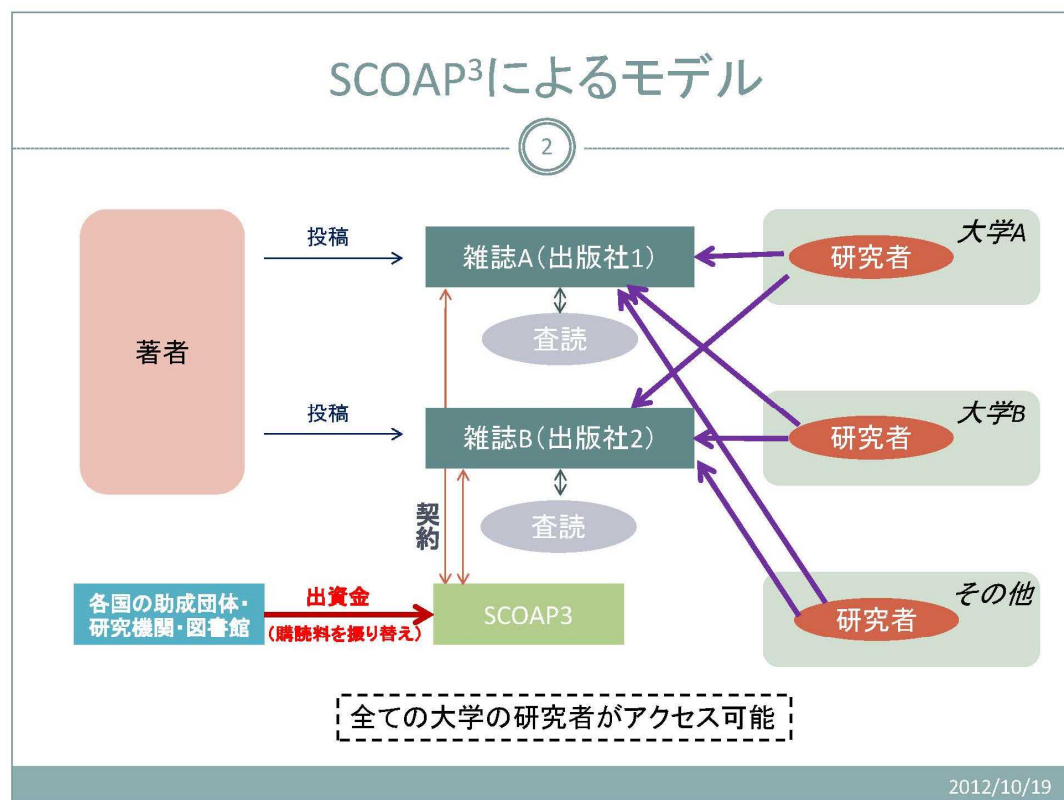 SCOAP³によるモデル
2
著者
投稿
投稿
雑誌A(出版社1)
査読
雑誌B(出版社2)
査読
契約
各国の助成団体・
研究機関・図書館
出資金
(購読料を振り替え)
SCOAP3
大学A
研究者
大学B
研究者
その他
研究者
全ての大学の研究者がアクセス可能
2012/10/19